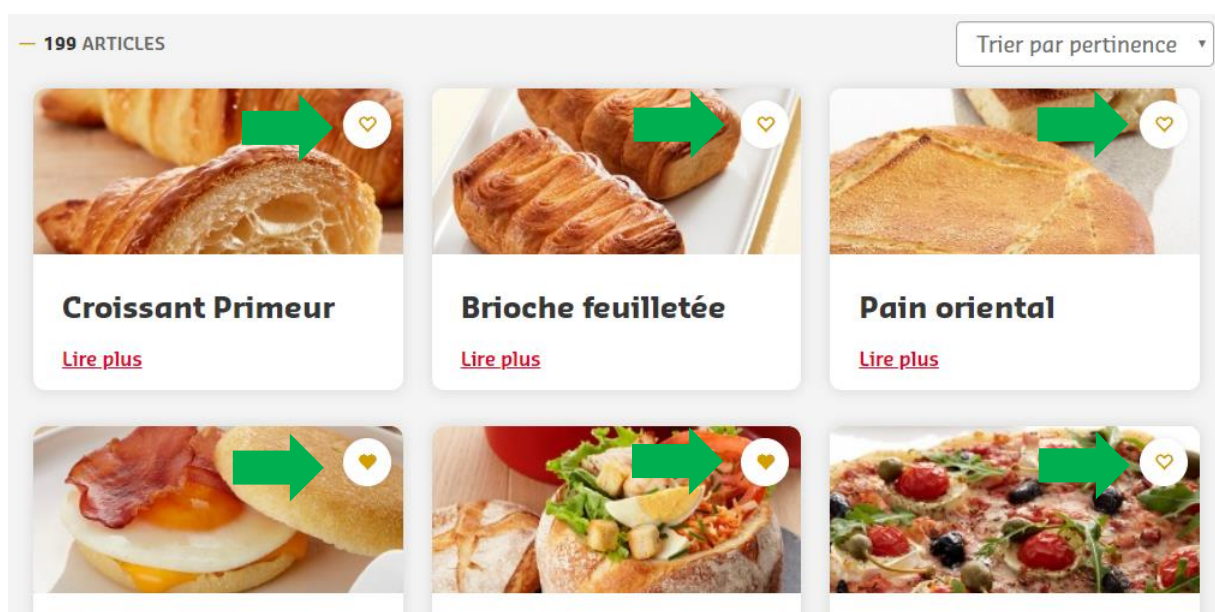 — 199 ARTICLES
Trier par pertinence
Croissant Primeur
Brioche feuilletée
Pain oriental
Lire plus
Lire plus
Lire plus